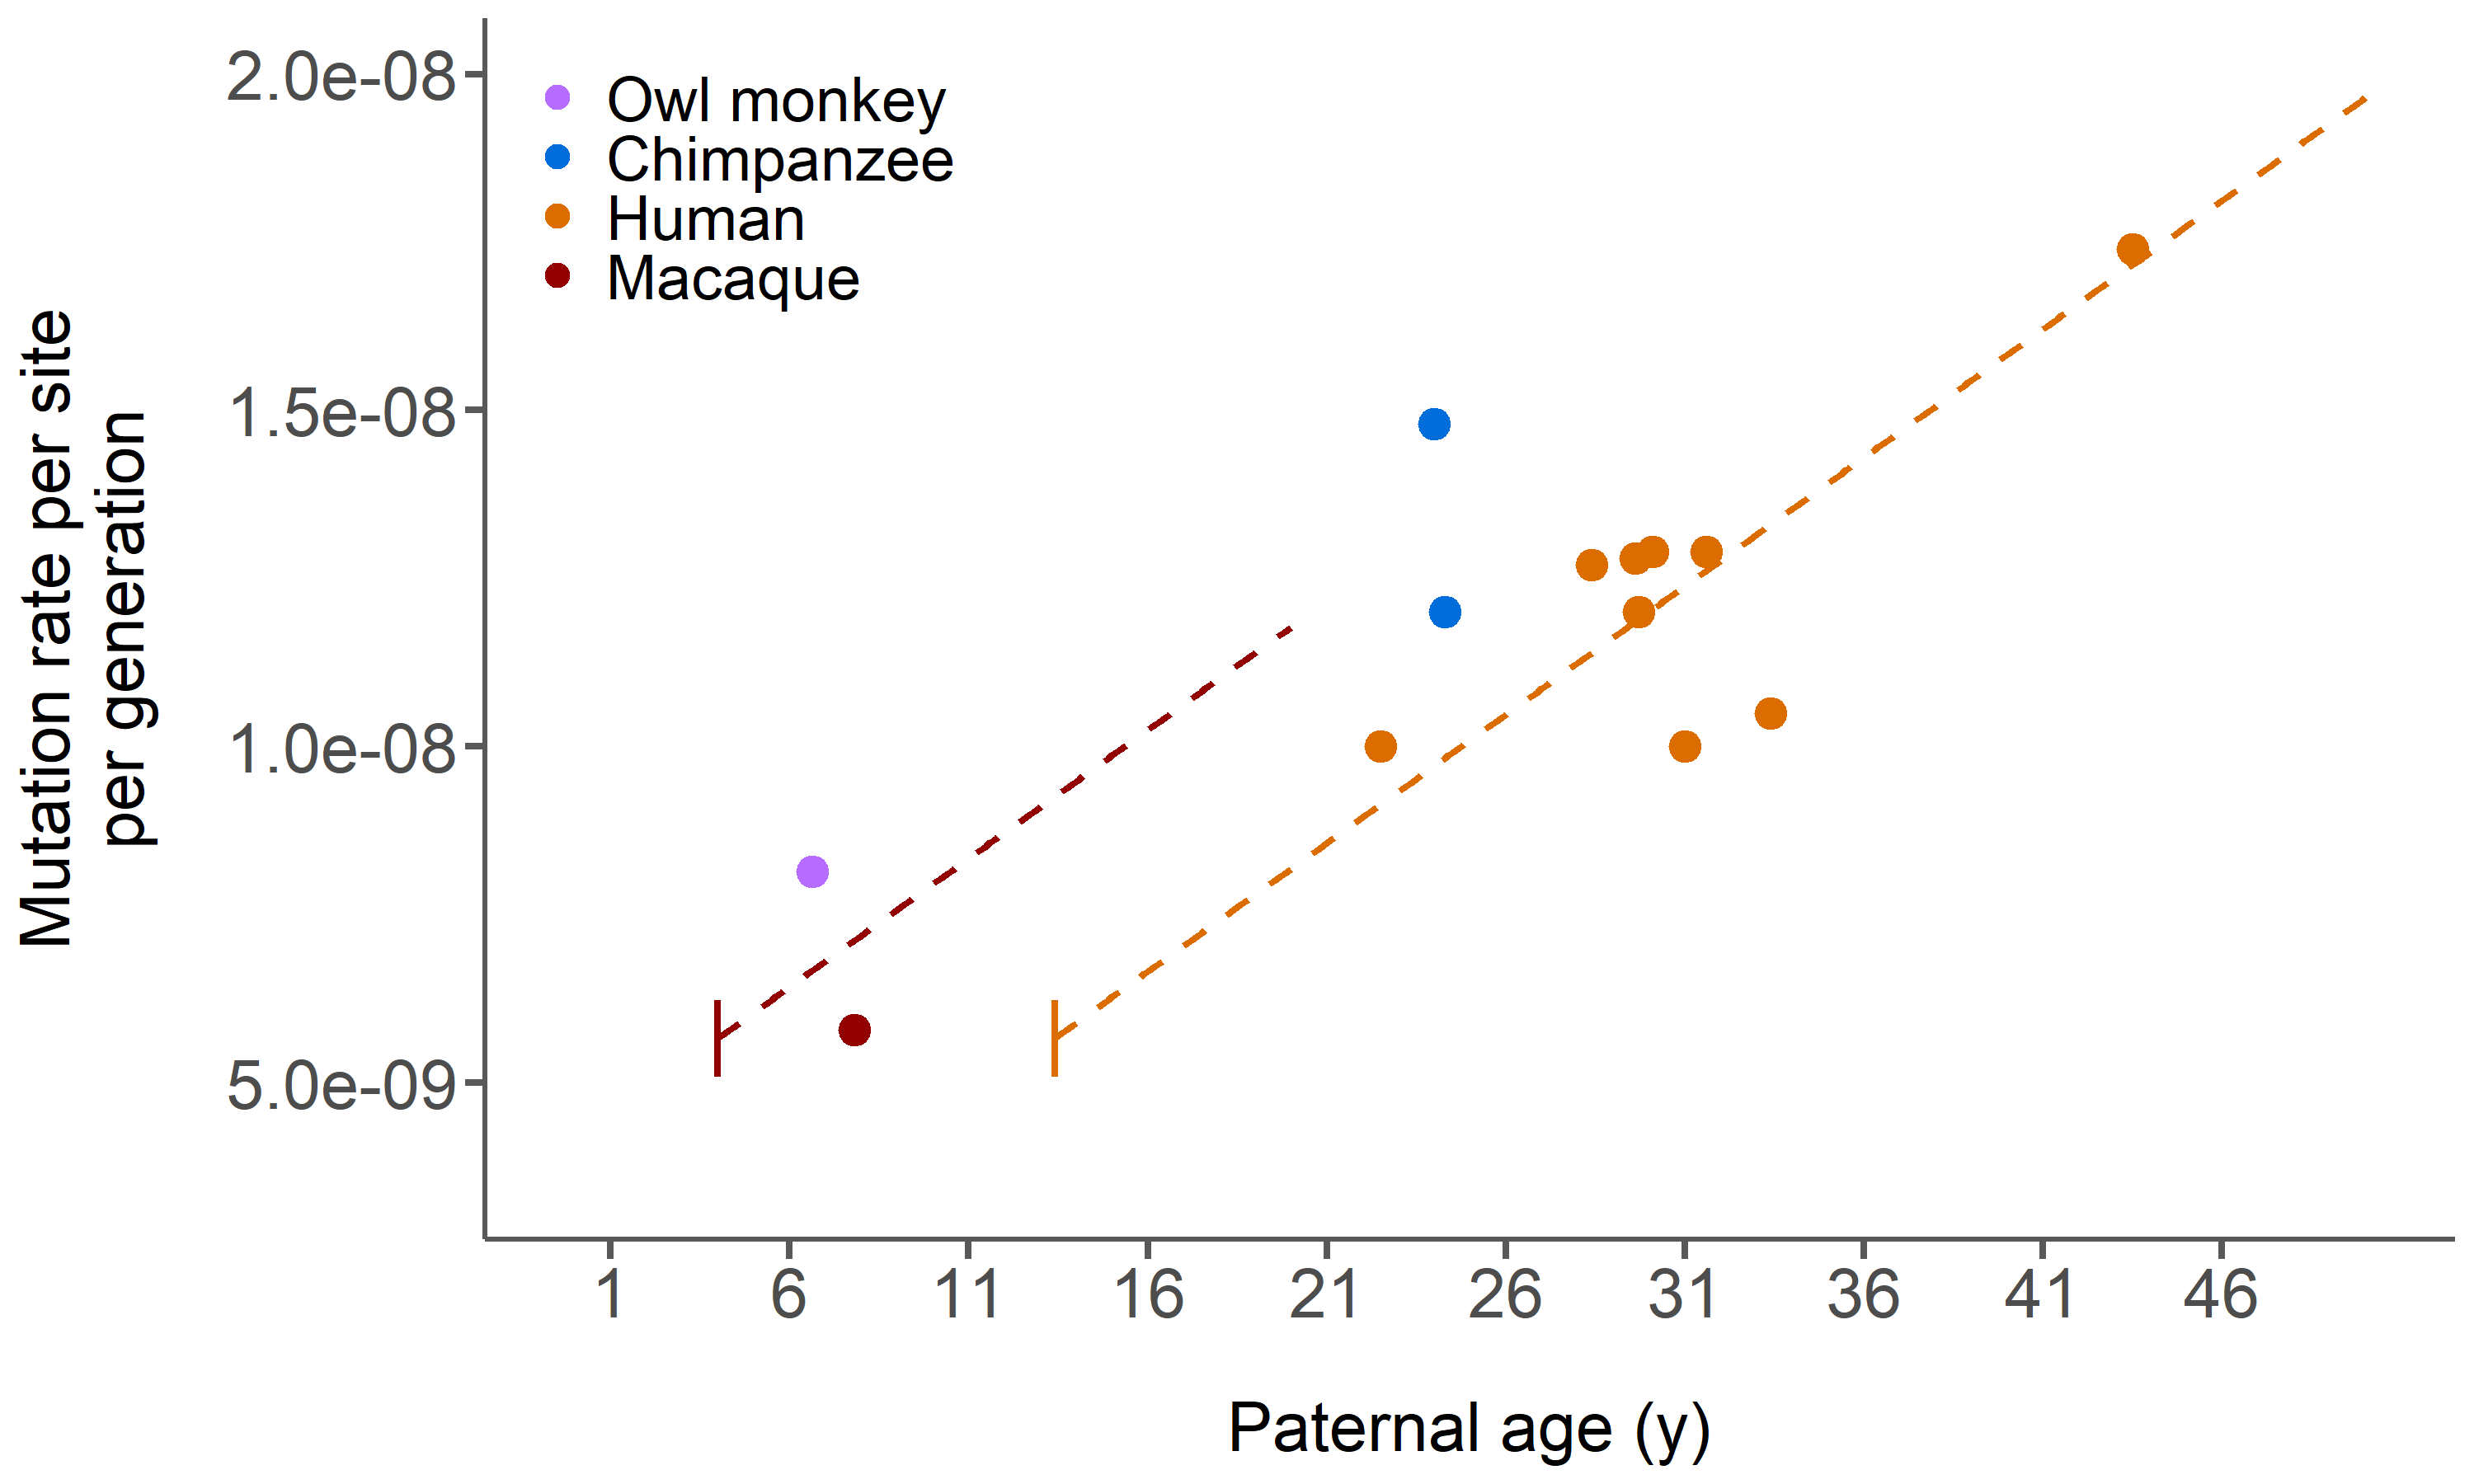 2.0e-08
1.5e-08
1.0e-08
5.0e-09
Mutation rate per site
per generation
Owl monkey
Chimpanzee
Human
Macaque
1 6 11 16 21 26 31 36 41 46
Paternal age (y)